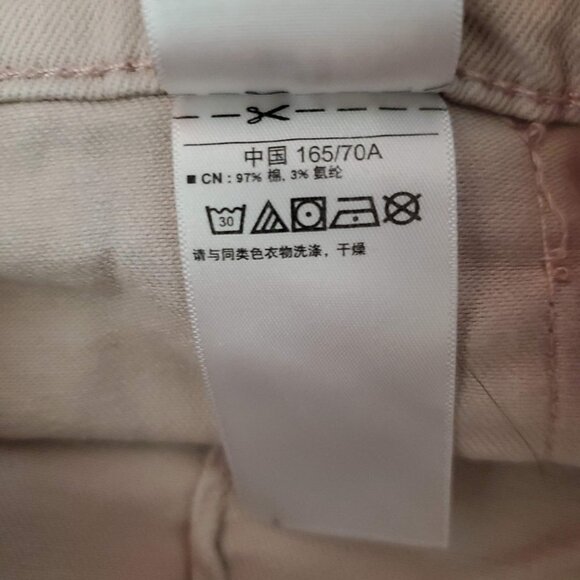 中国 165/70A
■ CN : 97% 棉, 3% 氨纶
30
请与同类色衣物洗涤，干燥